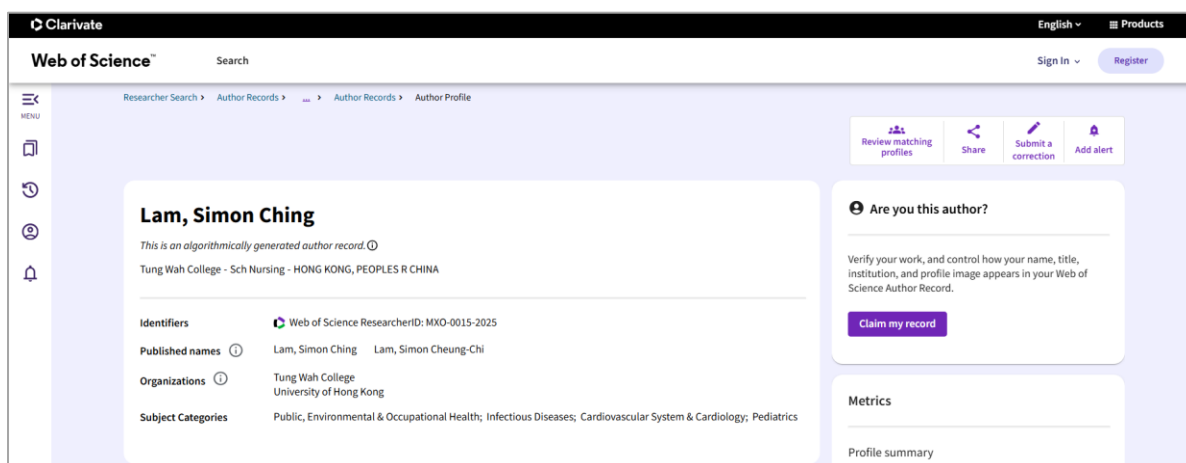 Clarivate
English
Products
Web of Science™
Search
Sign In
Register
MENU
Researcher Search > Author Records > ... > Author Records > Author Profile
Review matching profiles
Share
Submit a correction
Add alert
Lam, Simon Ching
This is an algorithmically generated author record.
Tung Wah College - Sch Nursing - HONG KONG, PEOPLES R CHINA
Identifiers
Web of Science ResearcherID: MXO-0015-2025
Published names
Lam, Simon Ching Lam, Simon Cheung-Chi
Organizations
Tung Wah College
University of Hong Kong
Subject Categories
Public, Environmental & Occupational Health; Infectious Diseases; Cardiovascular System & Cardiology; Pediatrics
Are you this author?
Verify your work, and control how your name, title,
institution, and profile image appears in your Web of
Science Author Record.
Claim my record
Metrics
Profile summary